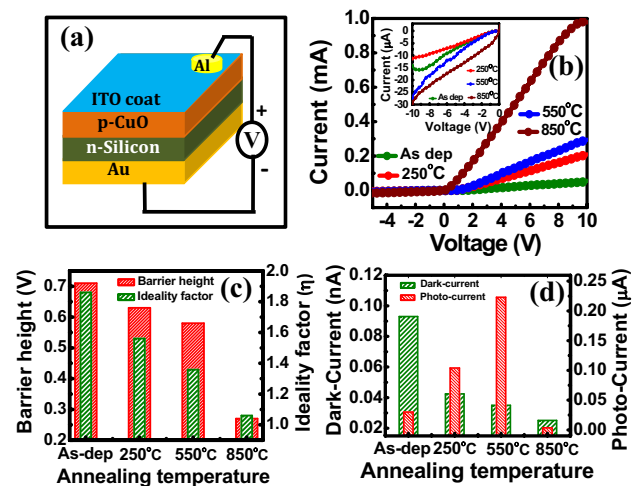 (a)
Al
ITO coat
p-CuO
n-Silicon
Au
+
V
-
(b)
Current (mA)
1.0
0.8
0.6
0.4
0.2
0.0
-4 -2 0 2 4 6 8 10
Voltage (V)
As dep
250°C
550°C
850°C
Current (µA)
0
-5
-10
-15
-20
-25
-30
-10 -8 -6 -4 -2 0
Voltage (V)
250°C
550°C
As dep
850°C
(c)
Barrier height
Ideality factor
Barrier height (V)
0.7
0.6
0.5
0.4
0.3
0.2
Ideality factor (η)
2.0
1.8
1.6
1.4
1.2
1.0
As-dep 250°C 550°C 850°C
Annealing temperature
(d)
Dark-current
Photo-current
Dark-Current (nA)
0.12
0.10
0.08
0.06
0.04
0.02
Photo-Current (µA)
0.25
0.20
0.15
0.10
0.05
0.00
As-dep 250°C 550°C 850°C
Annealing temperature